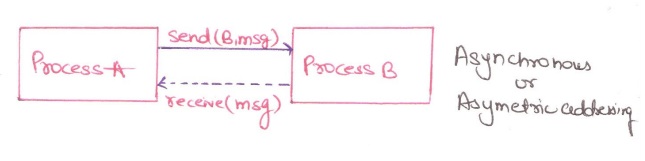 send(B,msg)
Process A
Process B
receive(msg)
Asynchronous
or
Asymetric addressing